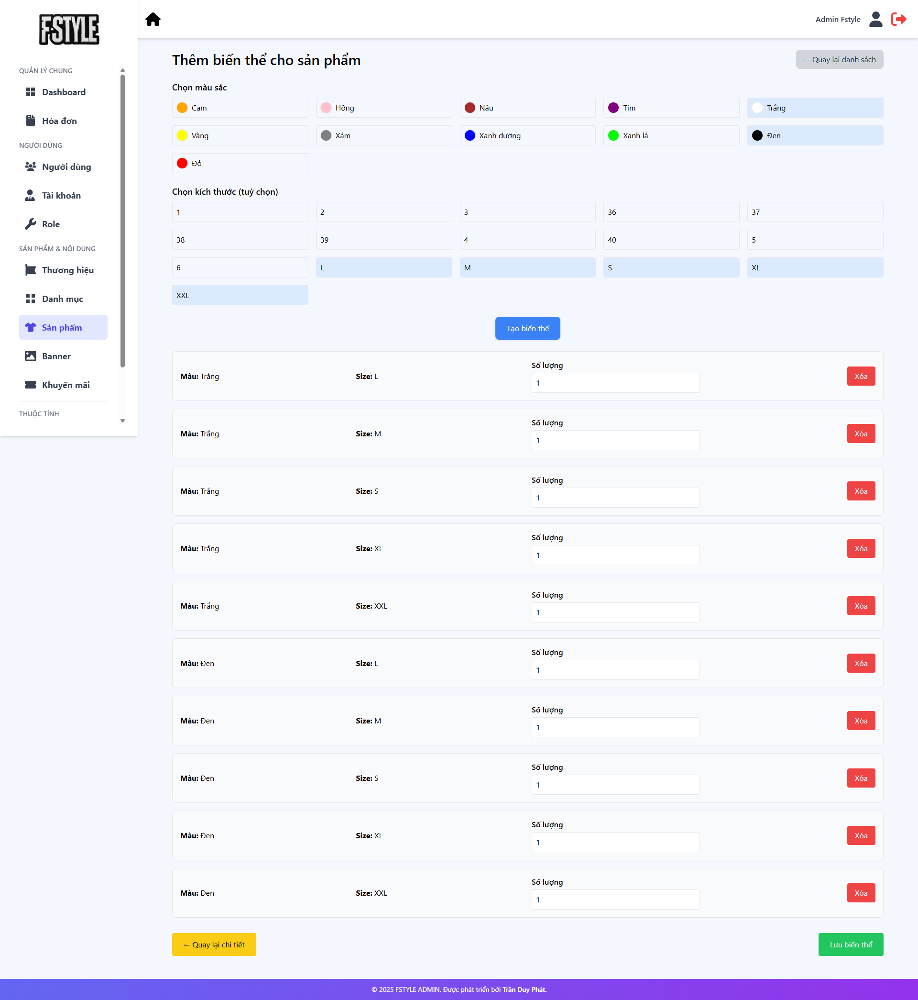 FSTYLE
Admin Fstyle
QUẢN LÝ CHUNG
Dashboard
Hóa đơn
NGƯỜI DÙNG
Người dùng
Tài khoản
Role
SẢN PHẨM & NỘI DUNG
Thương hiệu
Danh mục
Sản phẩm
Banner
Khuyến mãi
THUỘC TÍNH
Thêm biến thể cho sản phẩm
← Quay lại danh sách
Chọn màu sắc
Cam Hồng Nâu Tím Trắng
Vàng Xám Xanh dương Xanh lá Đen
Đỏ
Chọn kích thước (tuỳ chọn)
1 2 3 36 37
38 39 4 40 5
6 L M S XL
XXL
Tạo biến thể
Số lượng
Màu: Trắng Size: L 1 Xóa
Số lượng
Màu: Trắng Size: M 1 Xóa
Số lượng
Màu: Trắng Size: S 1 Xóa
Số lượng
Màu: Trắng Size: XL 1 Xóa
Số lượng
Màu: Trắng Size: XXL 1 Xóa
Số lượng
Màu: Đen Size: L 1 Xóa
Số lượng
Màu: Đen Size: M 1 Xóa
Số lượng
Màu: Đen Size: S 1 Xóa
Số lượng
Màu: Đen Size: XL 1 Xóa
Số lượng
Màu: Đen Size: XXL 1 Xóa
← Quay lại chi tiết
Lưu biến thể
© 2025 FSTYLE ADMIN. Được phát triển bởi Trần Duy Phát.